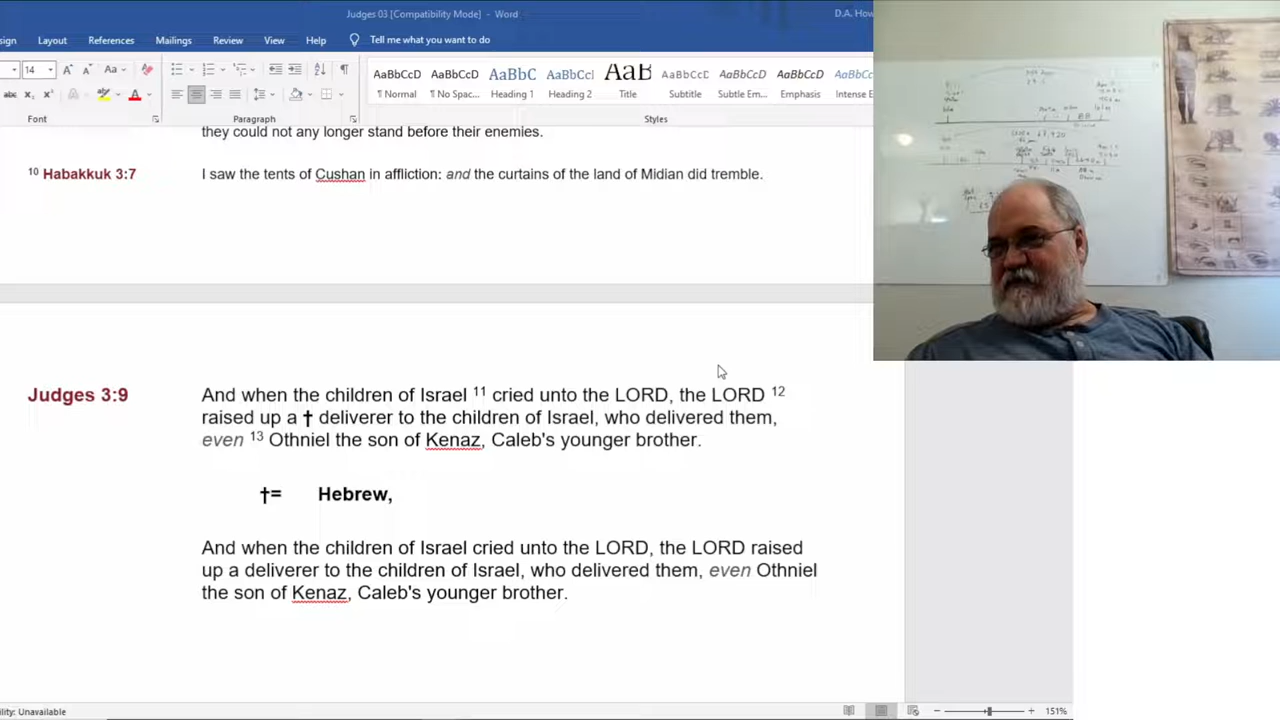 Judges 03 [Compatibility Mode] - Word
D.A. How
sign Layout References Mailings Review View Help Tell me what you want to do
14 Aa
abc x₂ x² A A
AaBbCcD AaBbCcD AaBbC AaBbCcl AaB AaBbCcD AaBbCcD AaBbCcD AaBbCc
¶ Normal ¶ No Spac... Heading 1 Heading 2 Title Subtitle Subtle Em... Emphasis Intense E
Font Paragraph Styles
they could not any longer stand before their enemies.
10 Habakkuk 3:7 I saw the tents of Cushan in affliction: and the curtains of the land of Midian did tremble.
Judges 3:9 And when the children of Israel 11 cried unto the LORD, the LORD 12
raised up a † deliverer to the children of Israel, who delivered them,
even 13 Othniel the son of Kenaz, Caleb's younger brother.
†= Hebrew,
And when the children of Israel cried unto the LORD, the LORD raised
up a deliverer to the children of Israel, who delivered them, even Othniel
the son of Kenaz, Caleb's younger brother.
ility: Unavailable
151%